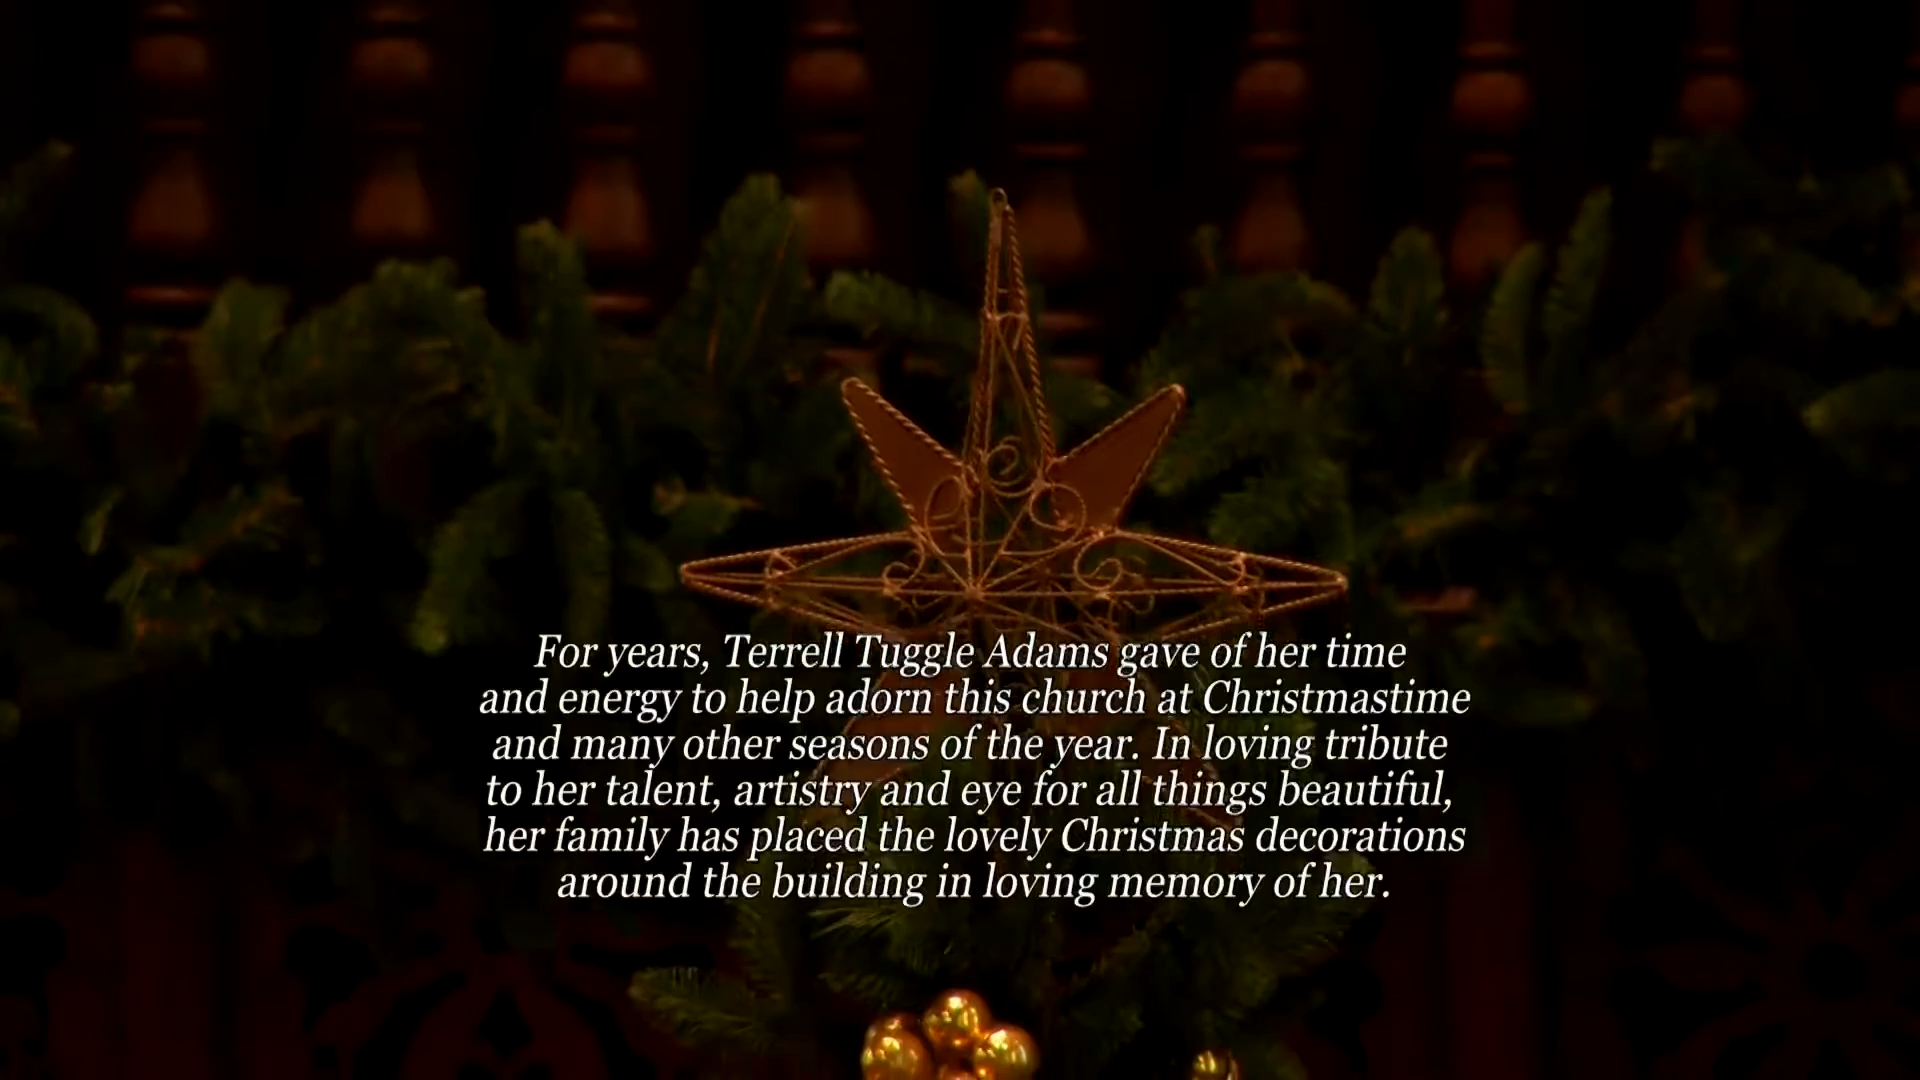 For years, Terrell Tuggle Adams gave of her time
and energy to help adorn this church at Christmastime
and many other seasons of the year. In loving tribute
to her talent, artistry and eye for all things beautiful,
her family has placed the lovely Christmas decorations
around the building in loving memory of her.